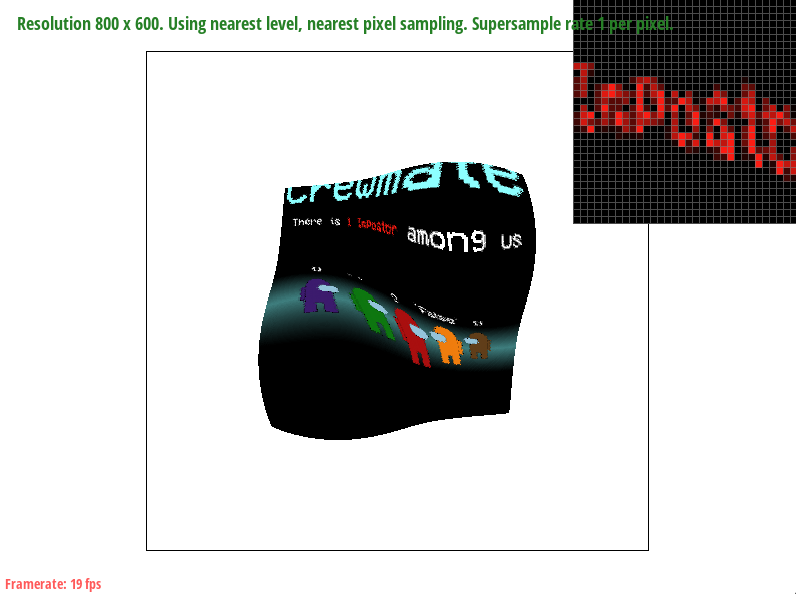 Resolution 800 x 600. Using nearest level, nearest pixel sampling. Supersample rate 1 per pixel.
Crewmate
There is 1 Impostor among us
Framerate: 19 fps